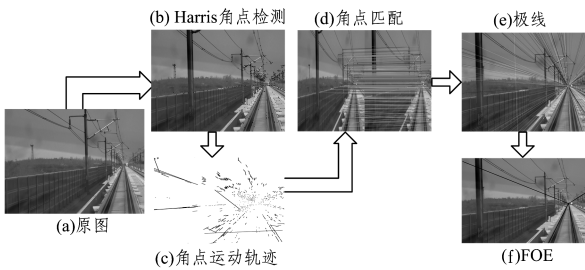 (a)原图
(b) Harris角点检测
(c)角点运动轨迹
(d)角点匹配
(e)极线
(f)FOE